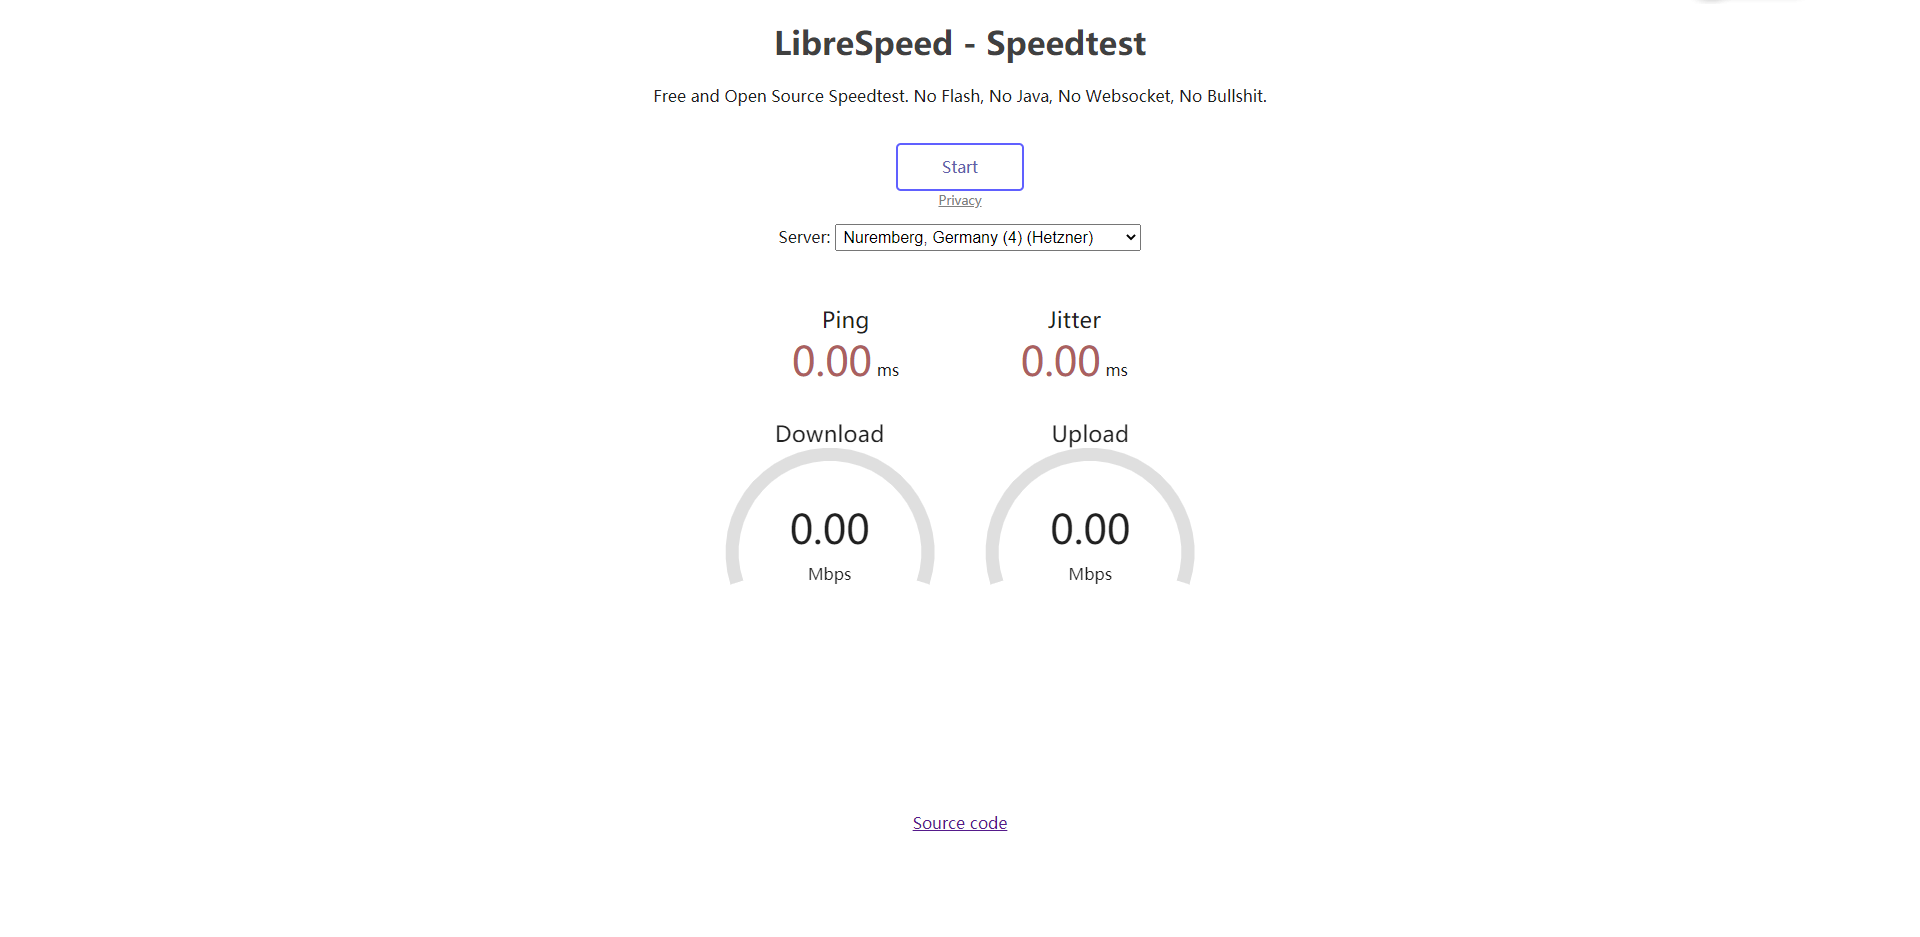 LibreSpeed - Speedtest
Free and Open Source Speedtest. No Flash, No Java, No Websocket, No Bullshit.
Start
Privacy
Server: Nuremberg, Germany (4) (Hetzner)
Ping
0.00 ms
Jitter
0.00 ms
Download
0.00
Mbps
Upload
0.00
Mbps
Source code